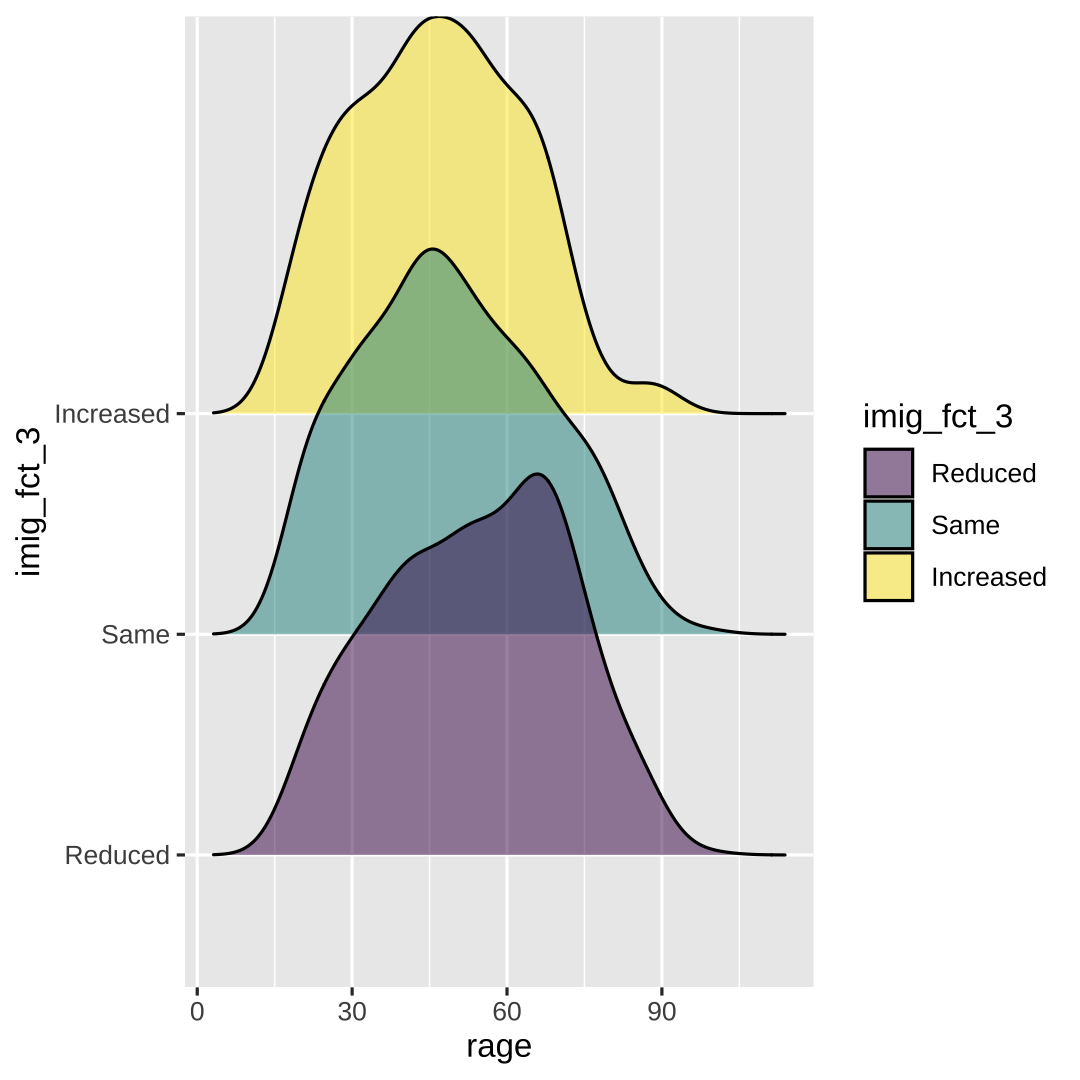 imig_fct_3
Increased
Same
Reduced
0 30 60 90
rage
imig_fct_3
Reduced
Same
Increased